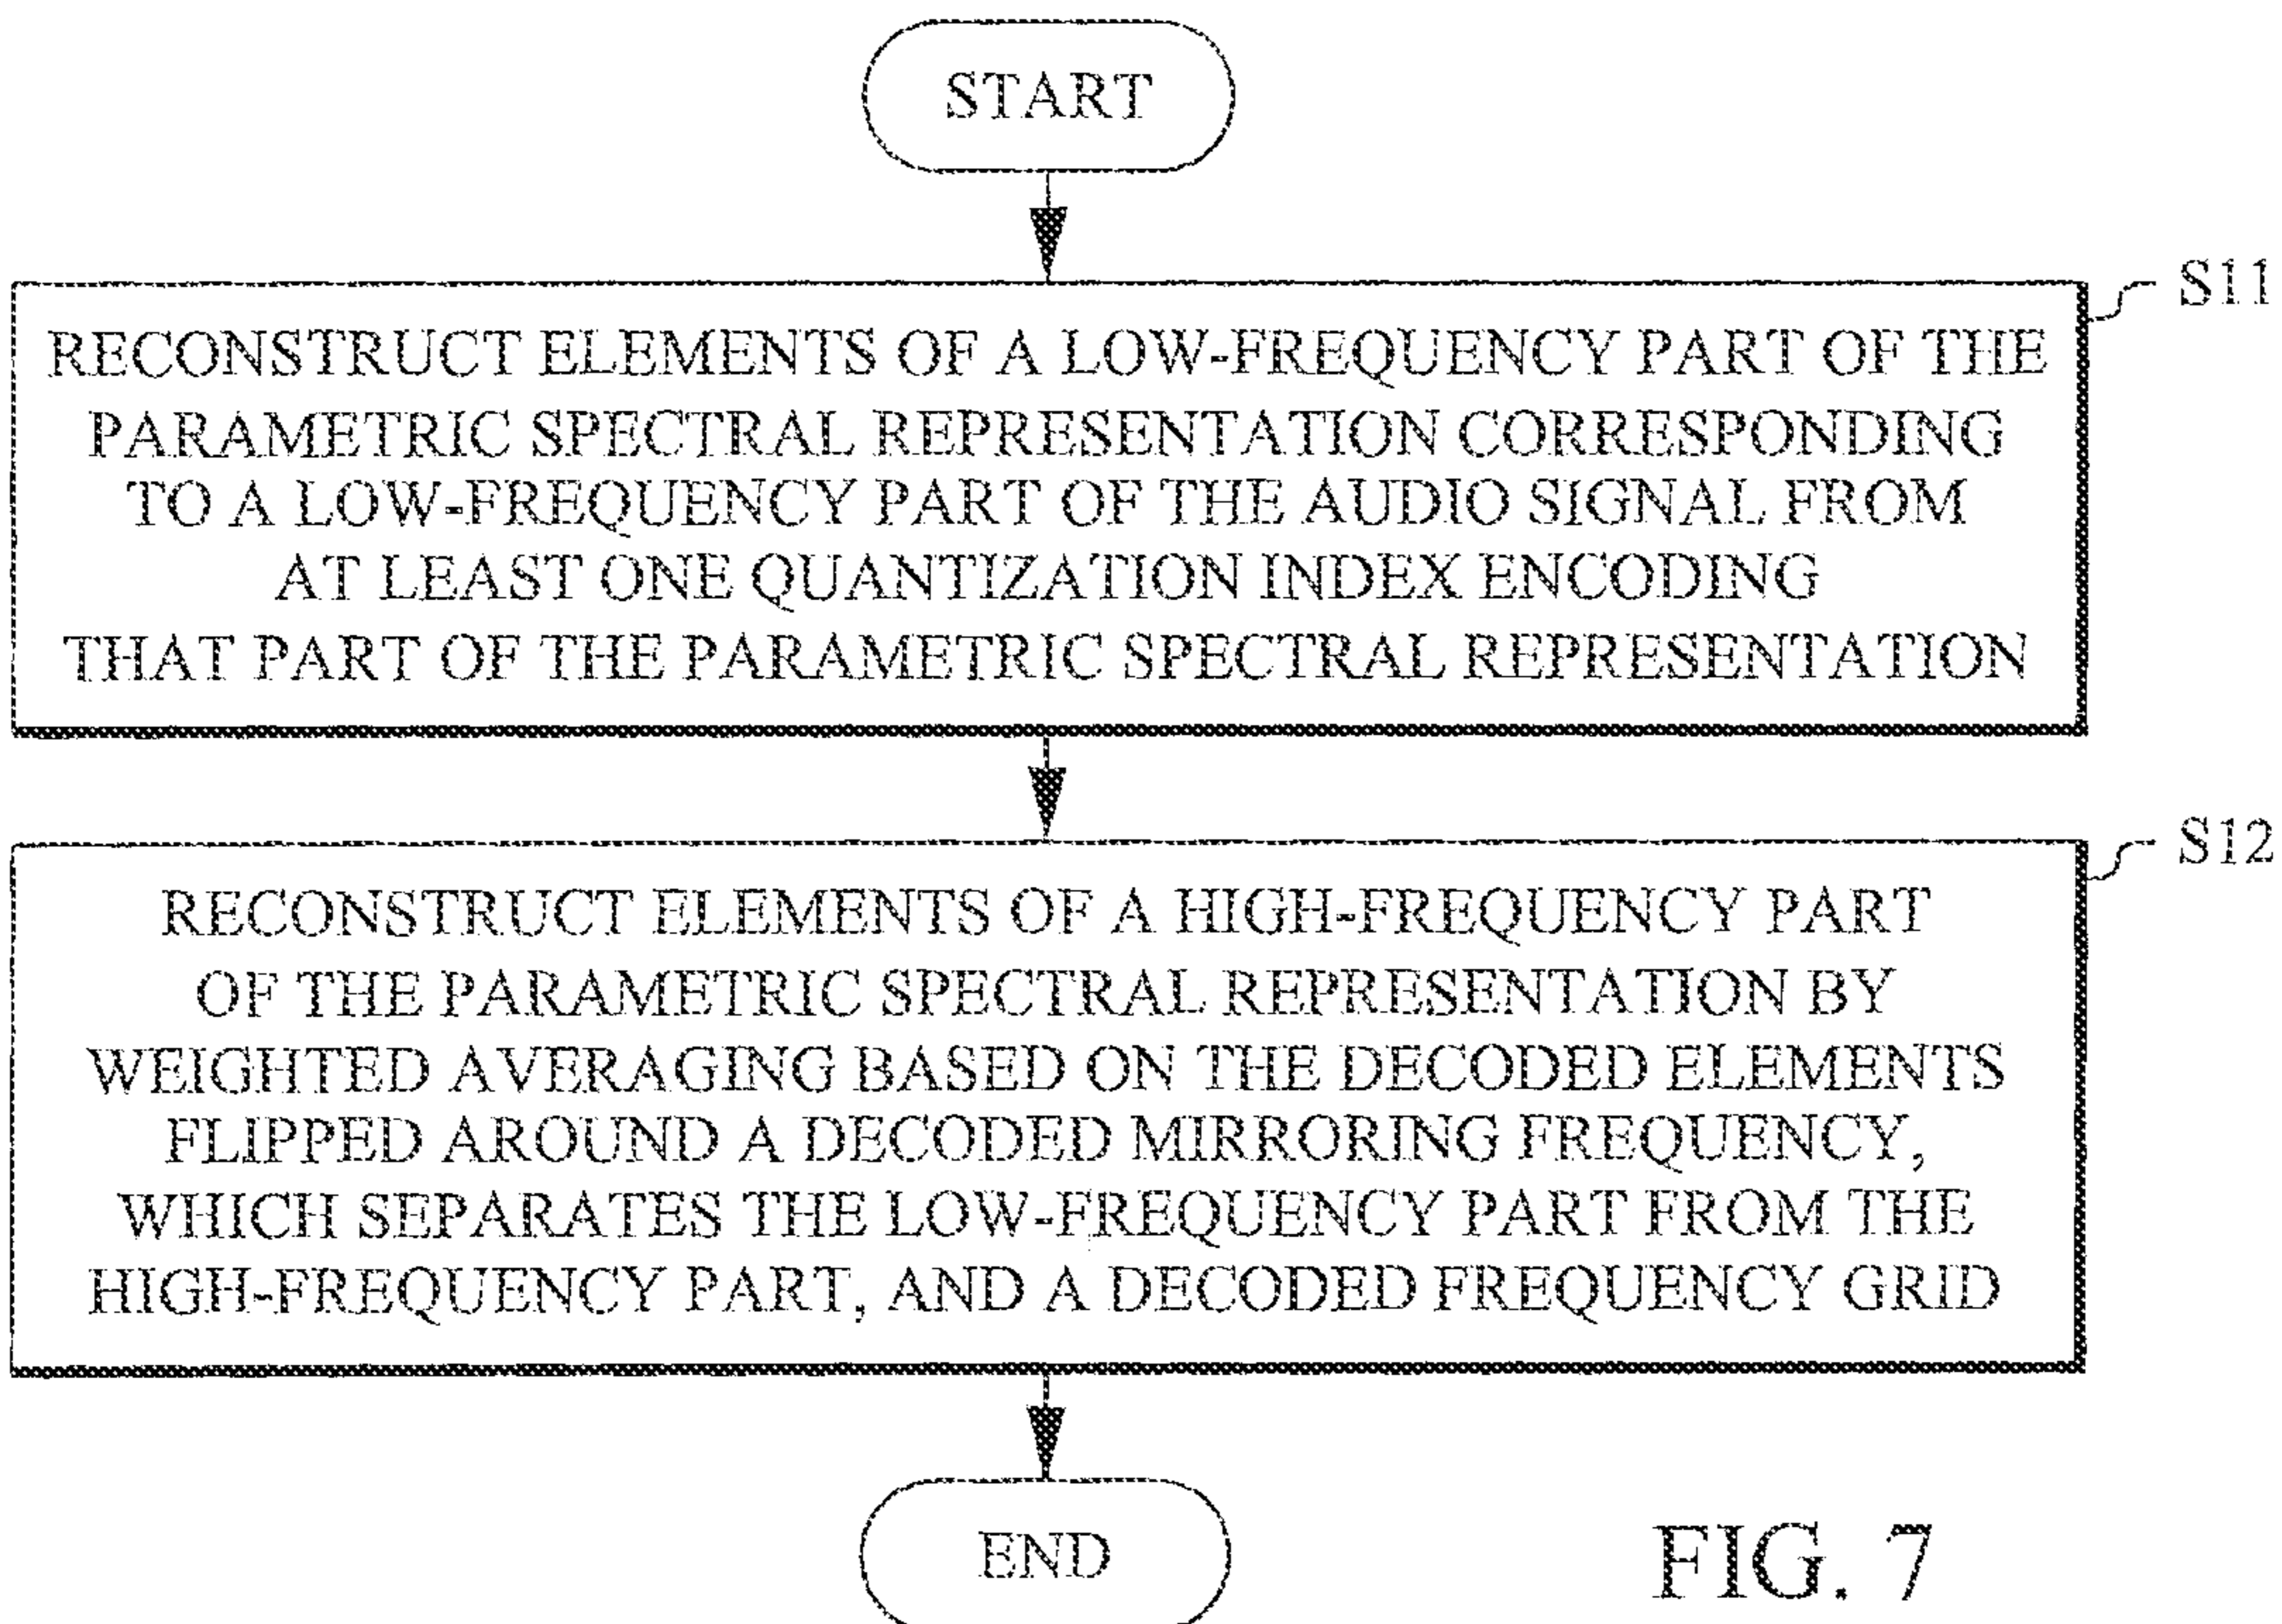 START
S11
RECONSTRUCT ELEMENTS OF A LOW-FREQUENCY PART OF THE
PARAMETRIC SPECTRAL REPRESENTATION CORRESPONDING
TO A LOW-FREQUENCY PART OF THE AUDIO SIGNAL FROM
AT LEAST ONE QUANTIZATION INDEX ENCODING
THAT PART OF THE PARAMETRIC SPECTRAL REPRESENTATION
S12
RECONSTRUCT ELEMENTS OF A HIGH-FREQUENCY PART
OF THE PARAMETRIC SPECTRAL REPRESENTATION BY
WEIGHTED AVERAGING BASED ON THE DECODED ELEMENTS
FLIPPED AROUND A DECODED MIRRORING FREQUENCY,
WHICH SEPARATES THE LOW-FREQUENCY PART FROM THE
HIGH-FREQUENCY PART, AND A DECODED FREQUENCY GRID
END
FIG. 7